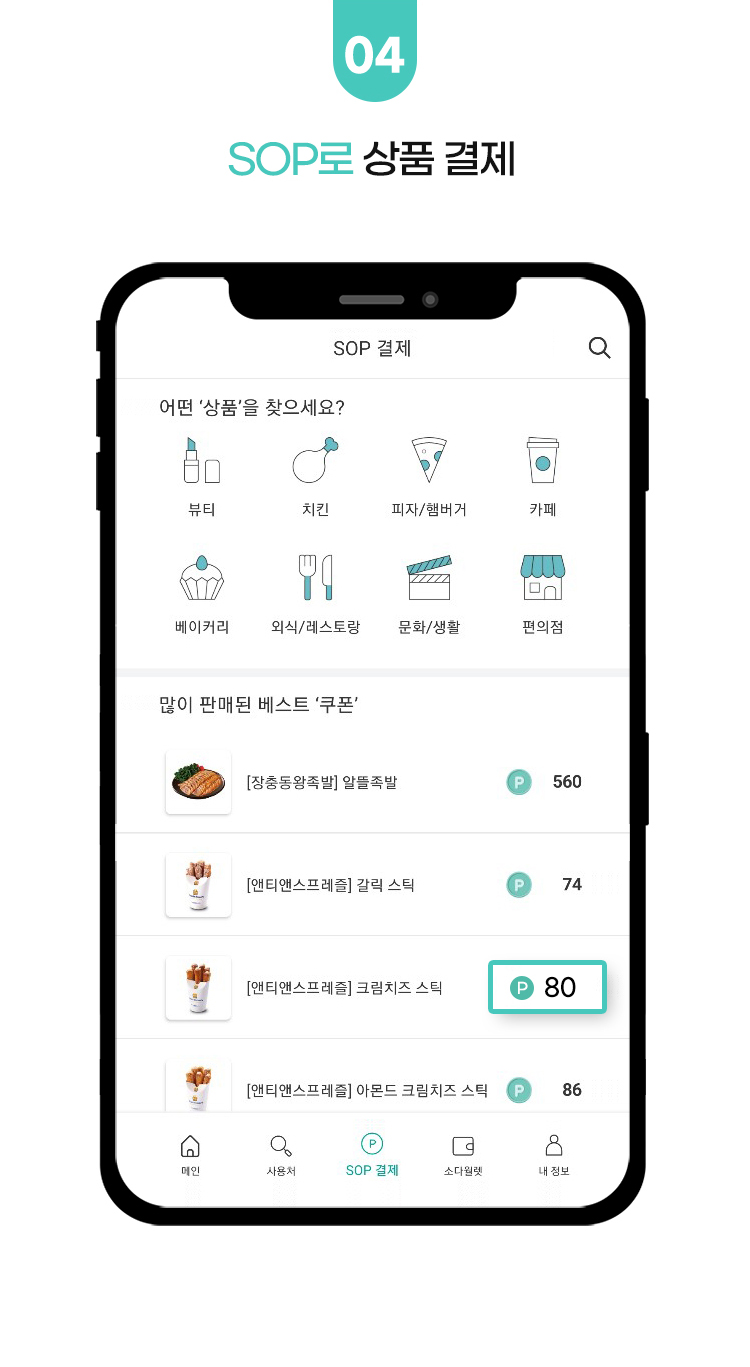 04
SOP로 상품 결제
SOP 결제
어떤 ‘상품’을 찾으세요?
뷰티 치킨 피자/햄버거 카페
베이커리 외식/레스토랑 문화/생활 편의점
많이 판매된 베스트 ‘쿠폰’
[장충동왕족발] 알뜰족발 P 560
[앤티앤스프레즐] 갈릭 스틱 P 74
[앤티앤스프레즐] 크림치즈 스틱 P 80
[앤티앤스프레즐] 아몬드 크림치즈 스틱 P 86
P
메인 사용처 SOP 결제 소다월렛 내 정보